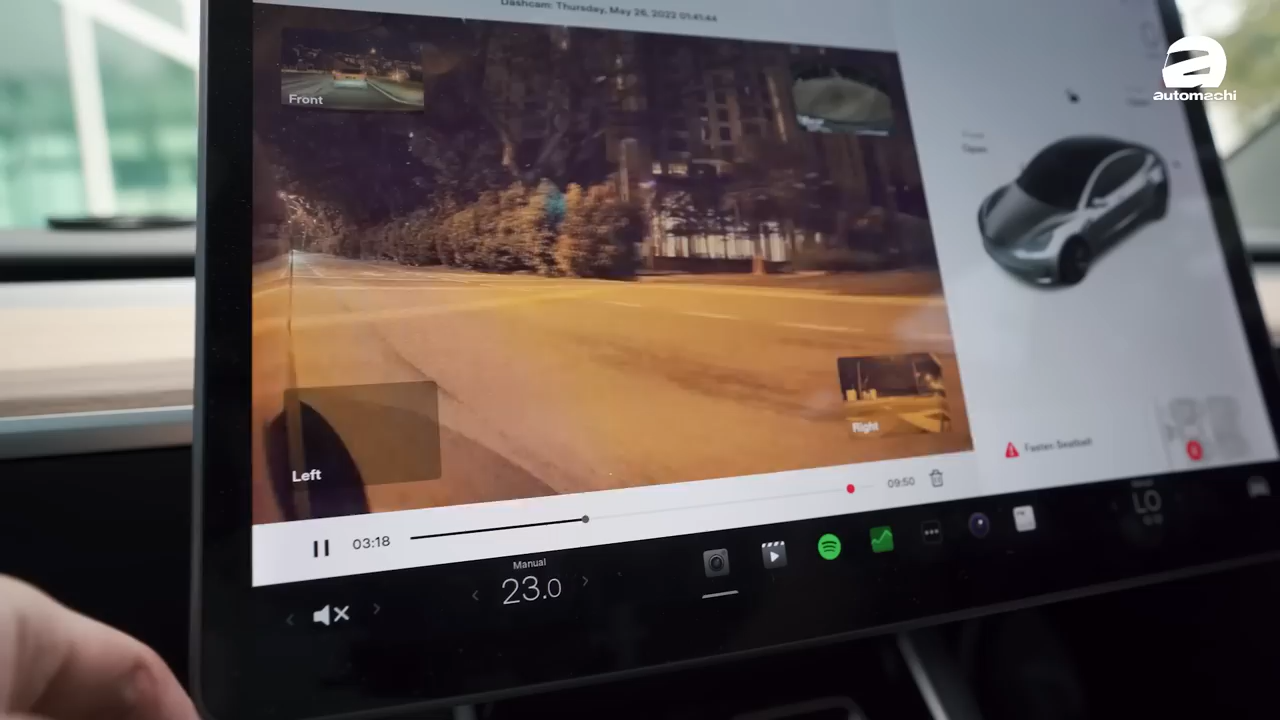 Dashcam: Thursday, May 26, 2022 01:41:44
automachi
Front
Open
Left
Right
Fasten Seatbelt
03:18
09:50
Manual
23.0
LO